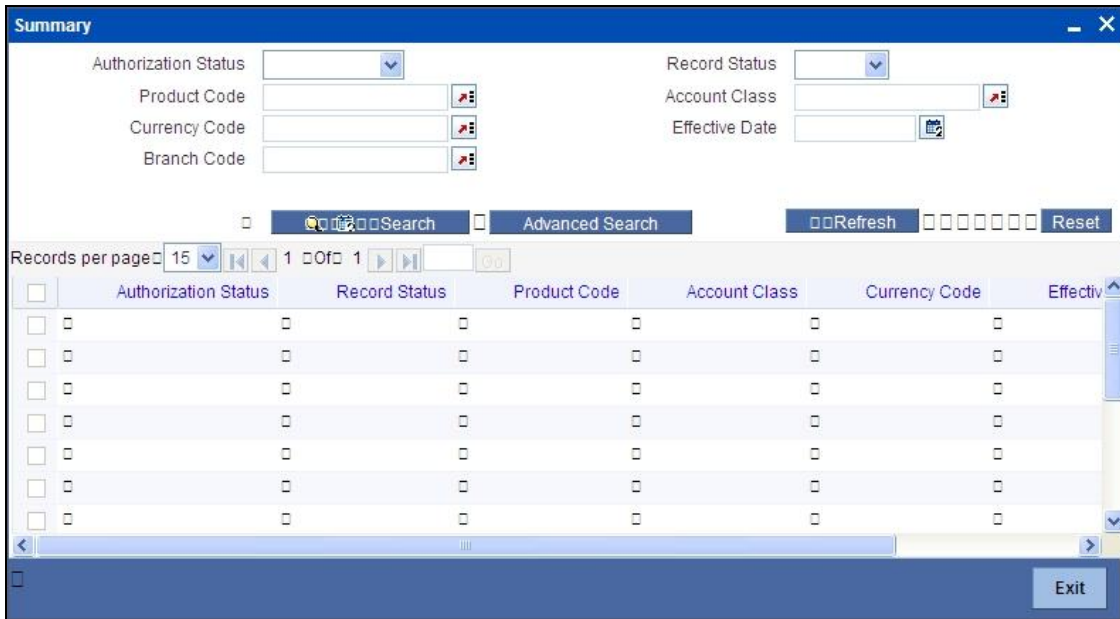 Summary
Authorization Status Record Status
Product Code Account Class
Currency Code Effective Date
Branch Code
Search Advanced Search Refresh Reset
Records per page 15 1 Of 1 Go
Authorization Status Record Status Product Code Account Class Currency Code Effectiv
Exit